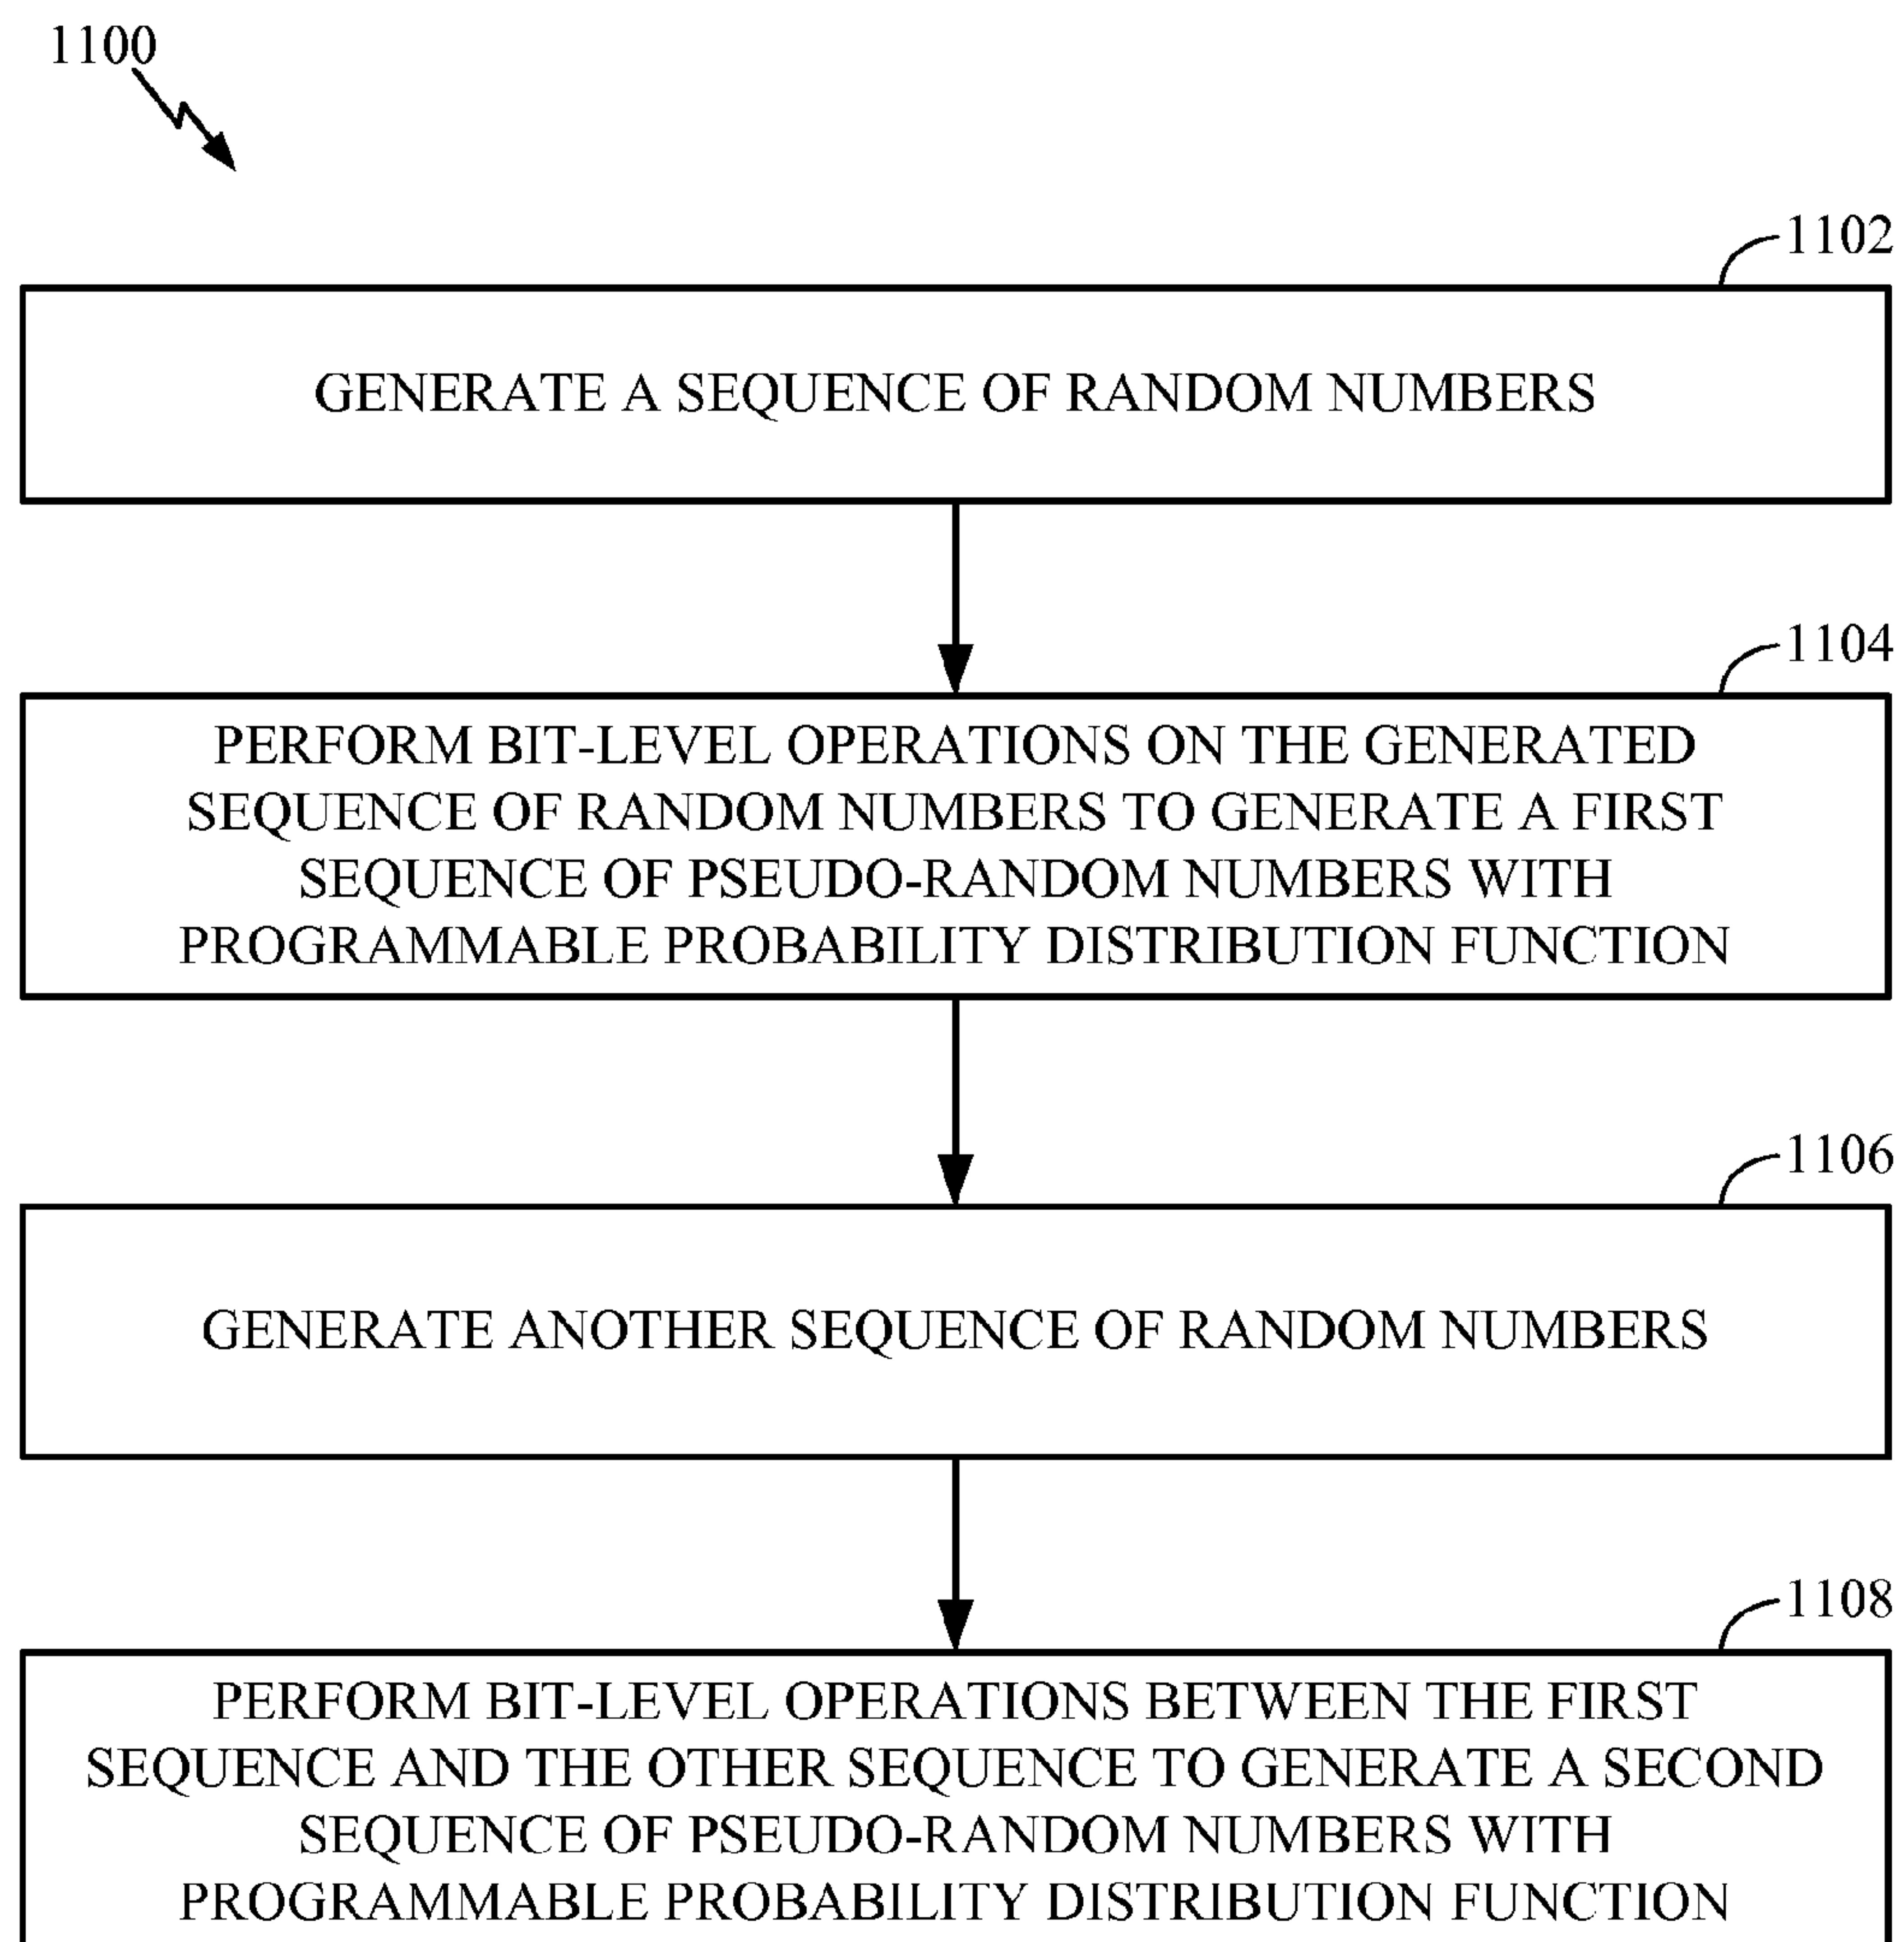 1100
1102
GENERATE A SEQUENCE OF RANDOM NUMBERS
1104
PERFORM BIT-LEVEL OPERATIONS ON THE GENERATED
SEQUENCE OF RANDOM NUMBERS TO GENERATE A FIRST
SEQUENCE OF PSEUDO-RANDOM NUMBERS WITH
PROGRAMMABLE PROBABILITY DISTRIBUTION FUNCTION
1106
GENERATE ANOTHER SEQUENCE OF RANDOM NUMBERS
1108
PERFORM BIT-LEVEL OPERATIONS BETWEEN THE FIRST
SEQUENCE AND THE OTHER SEQUENCE TO GENERATE A SECOND
SEQUENCE OF PSEUDO-RANDOM NUMBERS WITH
PROGRAMMABLE PROBABILITY DISTRIBUTION FUNCTION